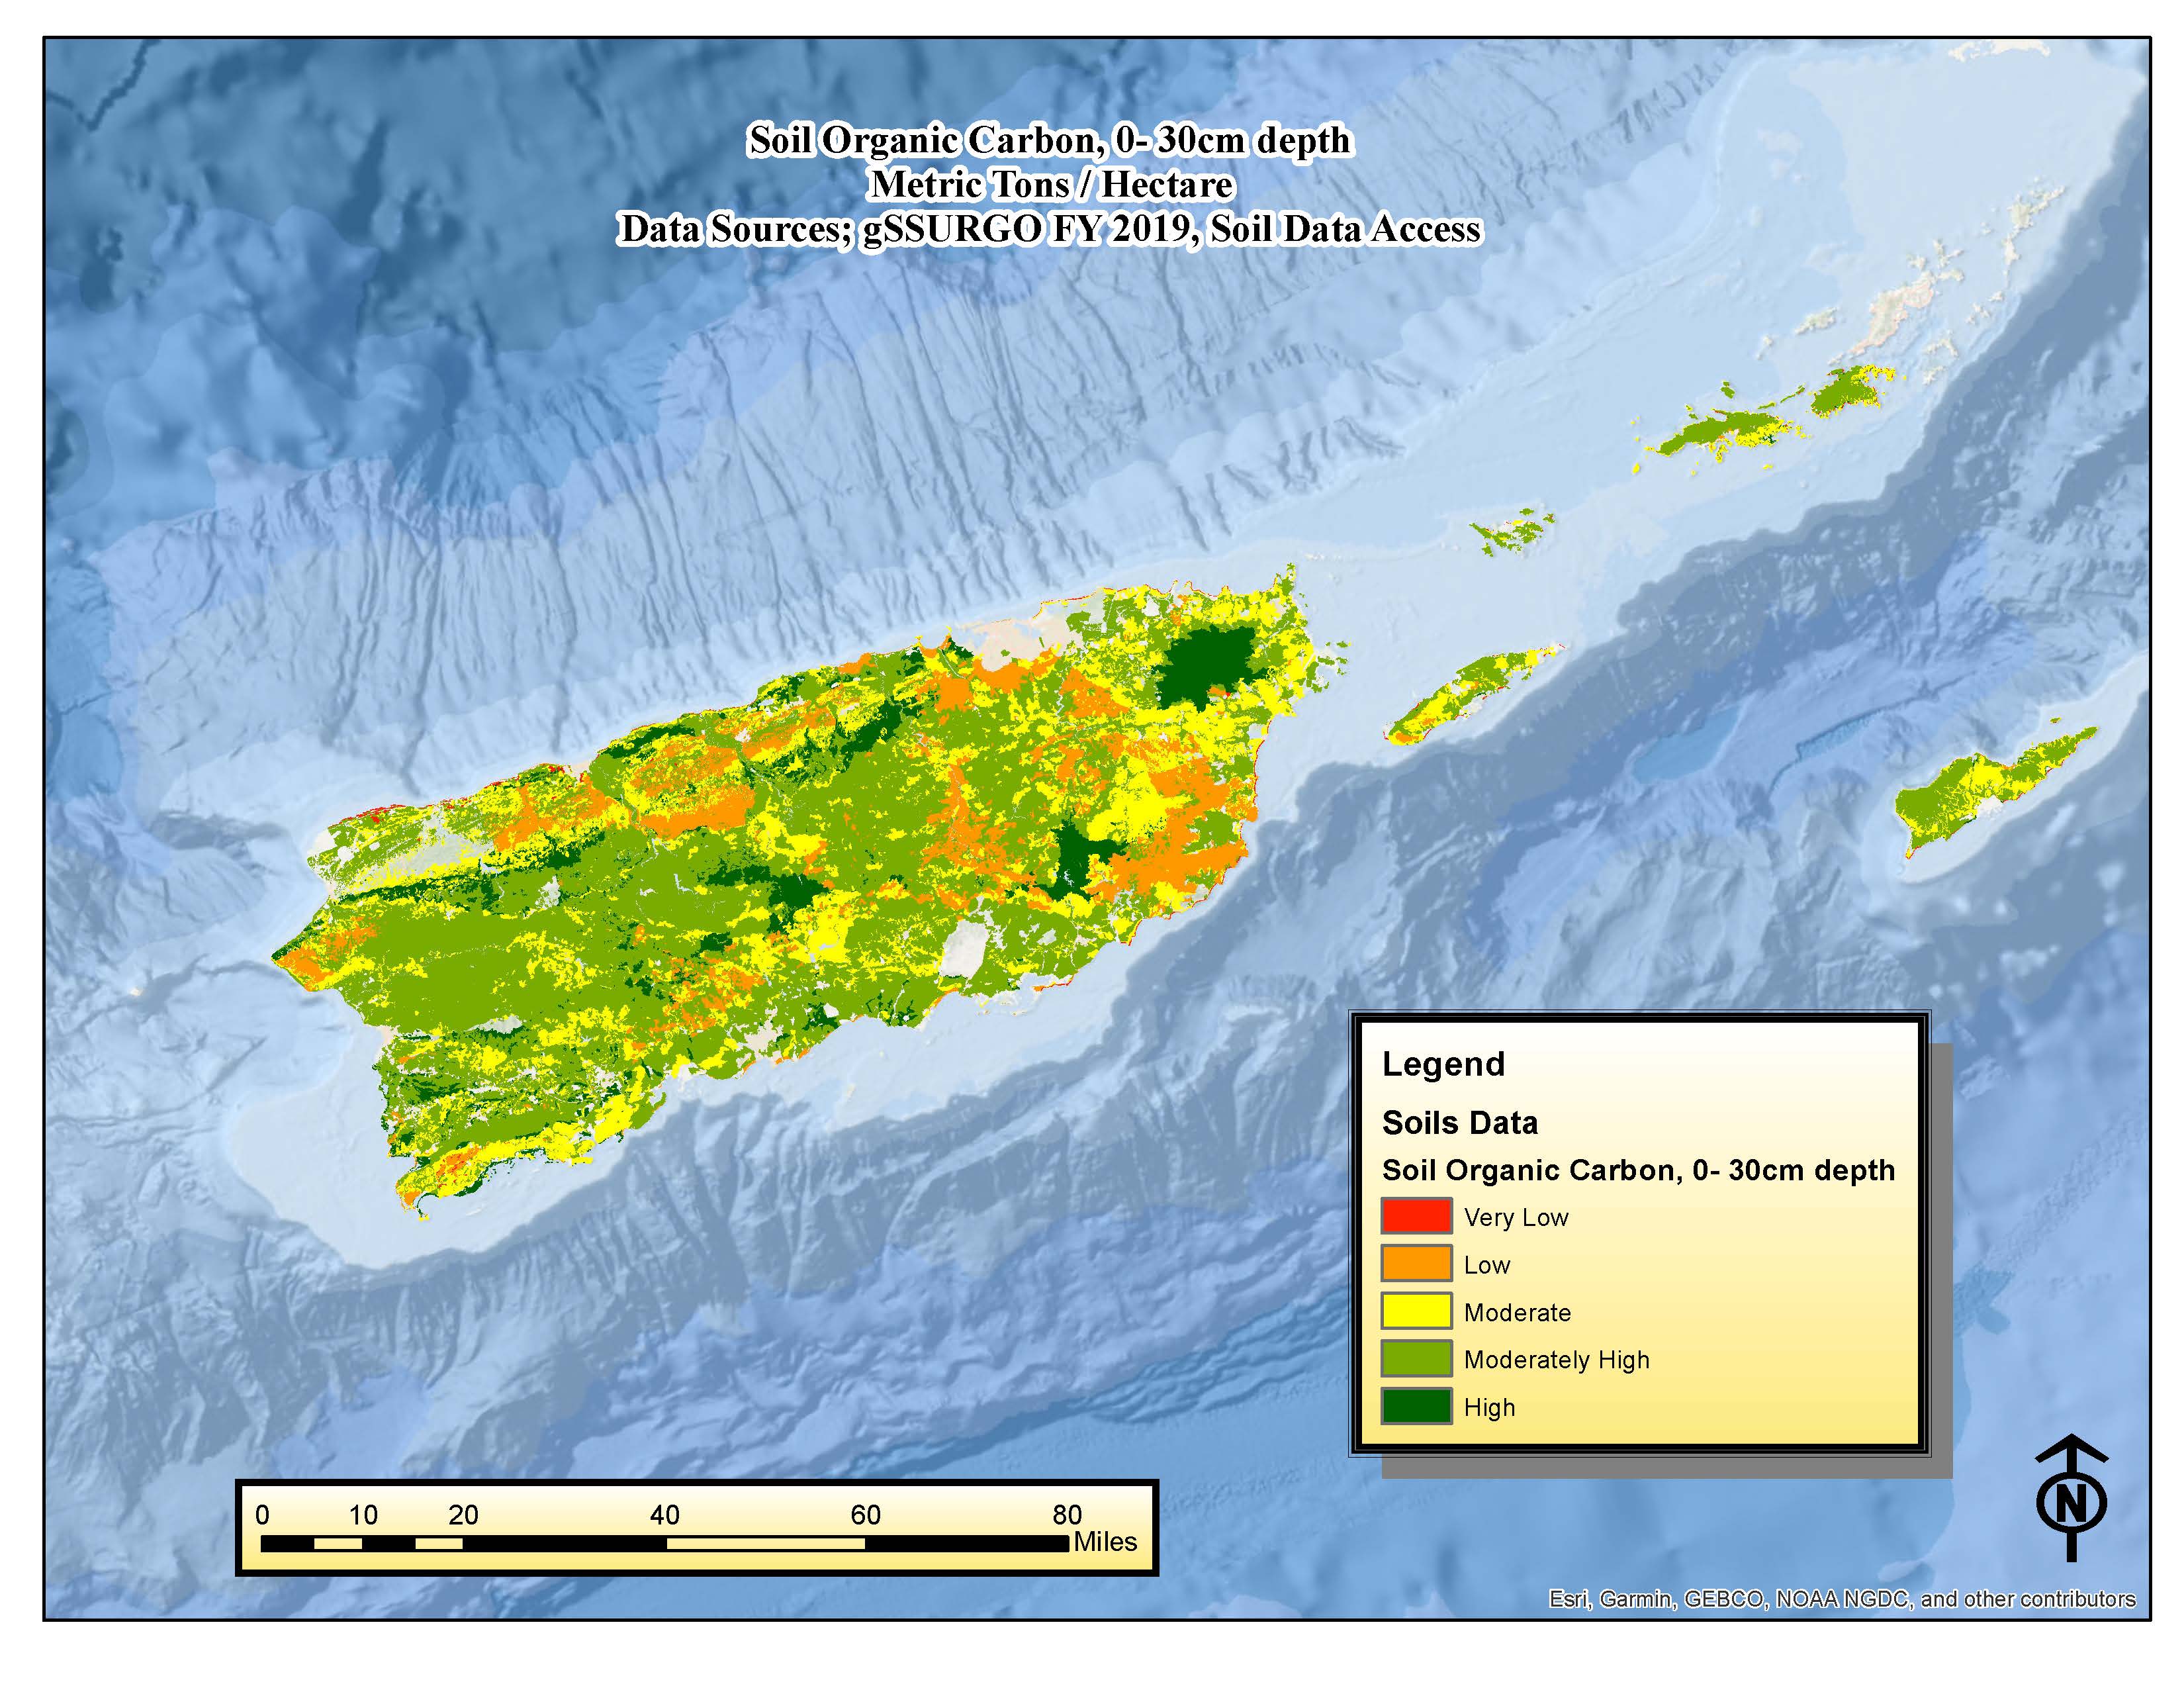 Soil Organic Carbon, 0- 30cm depth
Metric Tons / Hectare
Data Sources; gSSURGO FY 2019, Soil Data Access
Legend
Soils Data
Soil Organic Carbon, 0- 30cm depth
Very Low
Low
Moderate
Moderately High
High
0 10 20 40 60 80
Miles
N
Esri, Garmin, GEBCO, NOAA NGDC, and other contributors